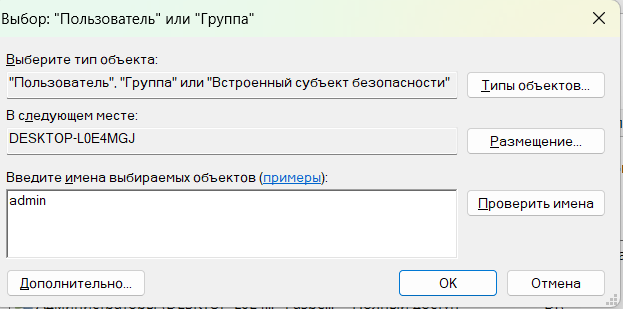 Выбор: "Пользователь" или "Группа"
Выберите тип объекта:
"Пользователь", "Группа" или "Встроенный субъект безопасности"
Типы объектов...
В следующем месте:
DESKTOP-L0E4MGJ
Размещение...
Введите имена выбираемых объектов (примеры):
admin
Проверить имена
Дополнительно...
ОК
Отмена